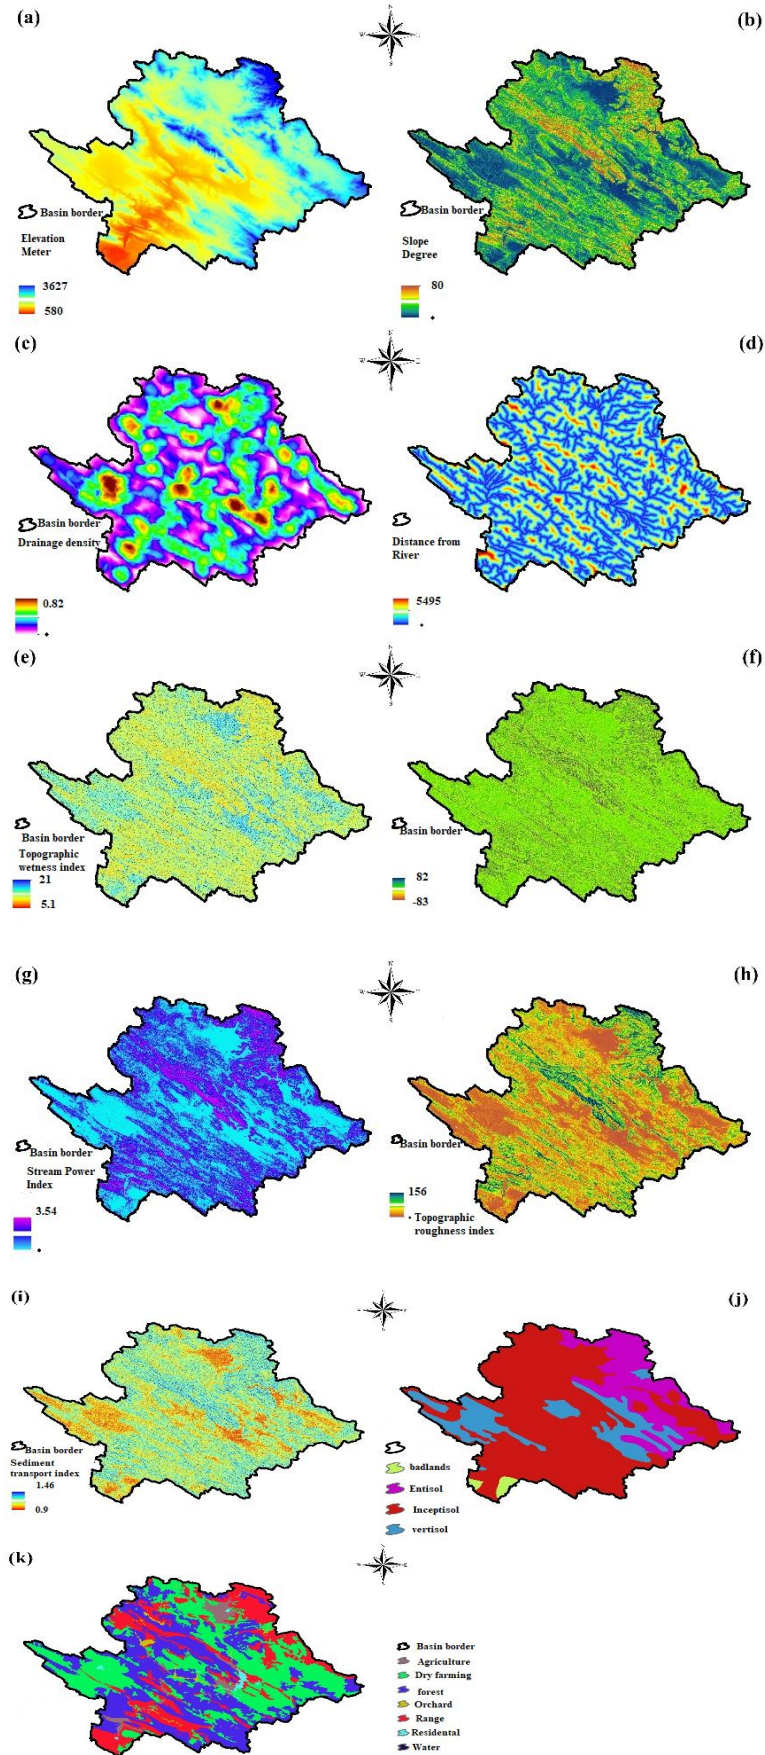 (a)
(b)
Basin border
Elevation
Meter
3627
580
Basin border
Slope
Degree
80
(c)
(d)
Basin border
Drainage density
0.82
Distance from
River
5495
(e)
(f)
Basin border
Topographic
wetness index
21
5.1
Basin border
82
-83
(g)
(h)
Basin border
Stream Power
Index
3.54
Basin border
156
Topographic
roughness index
(i)
(j)
Basin border
Sediment
transport index
1.46
0.9
badlands
Entisol
Inceptisol
vertisol
(k)
Basin border
Agriculture
Dry farming
forest
Orchard
Range
Residental
Water